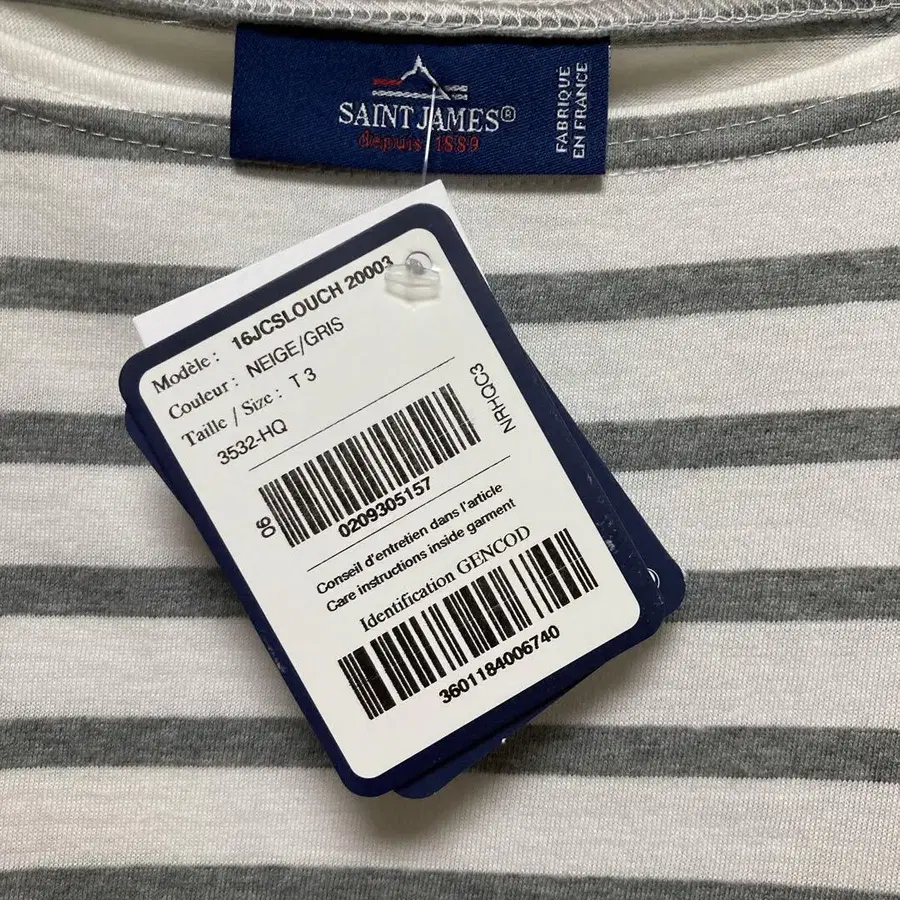 SAINT JAMES®
depuis 1889
FABRIQUÉ
EN FRANCE
Modèle : 16JCSLOUCH 20003
Couleur : NEIGE/GRIS
Taille / Size : T 3
3532-HQ
NRHQC3
06
0209305157
Conseil d'entretien dans l'article
Care instructions inside garment
Identification GENCOD
3601184006740